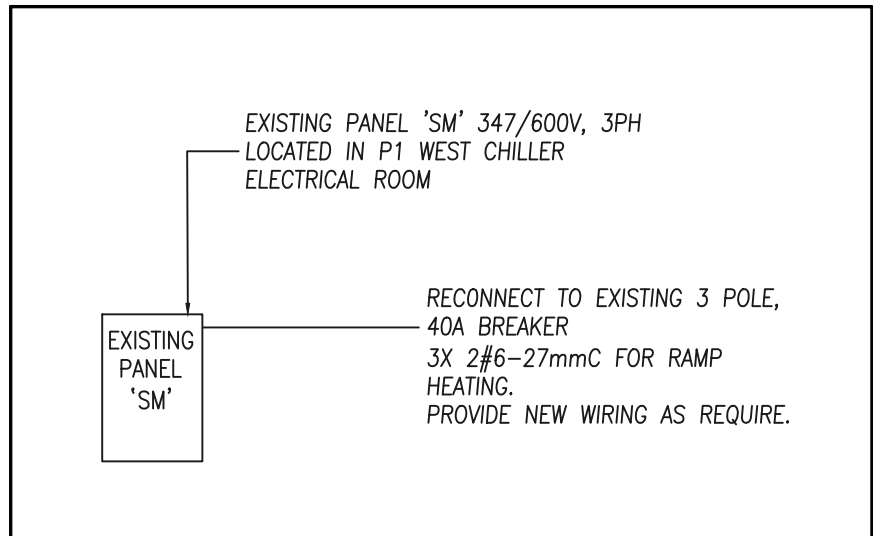 EXISTING PANEL 'SM' 347/600V, 3PH
LOCATED IN P1 WEST CHILLER
ELECTRICAL ROOM
RECONNECT TO EXISTING 3 POLE,
40A BREAKER
3X 2#6-27mmC FOR RAMP
HEATING.
PROVIDE NEW WIRING AS REQUIRE.
EXISTING
PANEL
'SM'